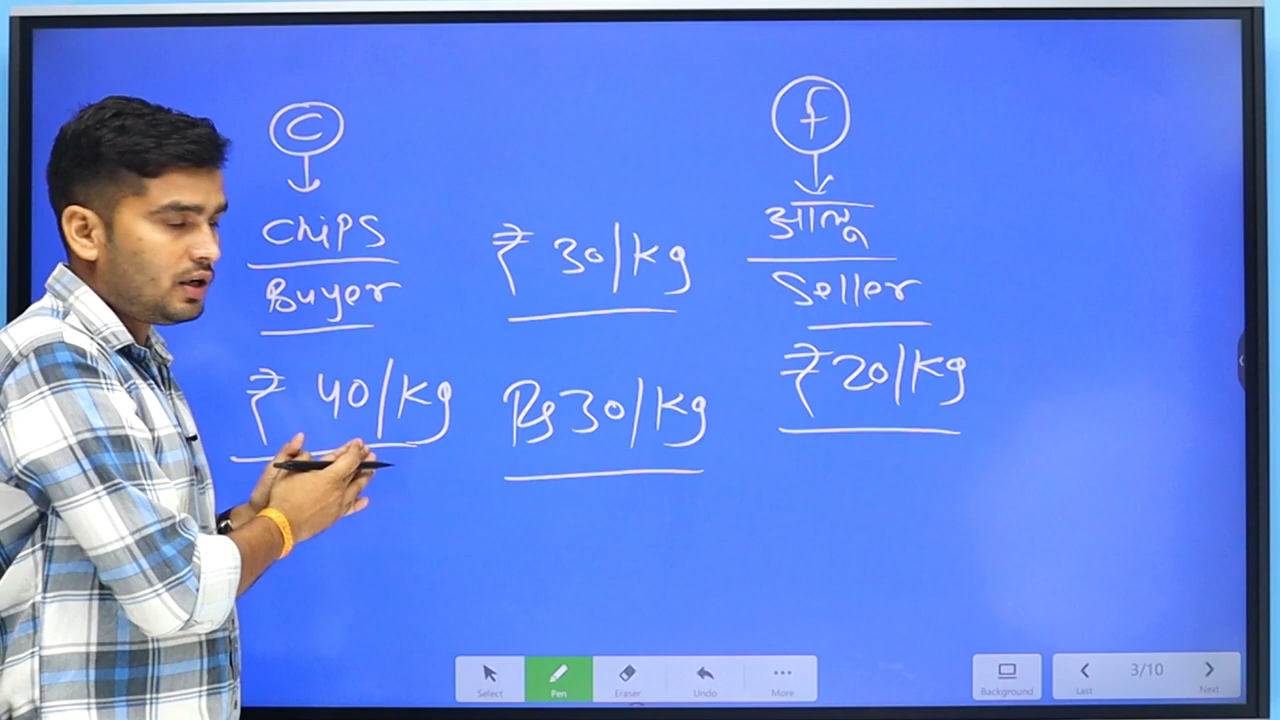 C
Chips
Buyer
₹ 40/kg
₹ 30/kg
Rs 30/kg
f
आलू
Seller
₹ 20/kg
Select
Pen
Eraser
Undo
More
Background
Last
3/10
Next